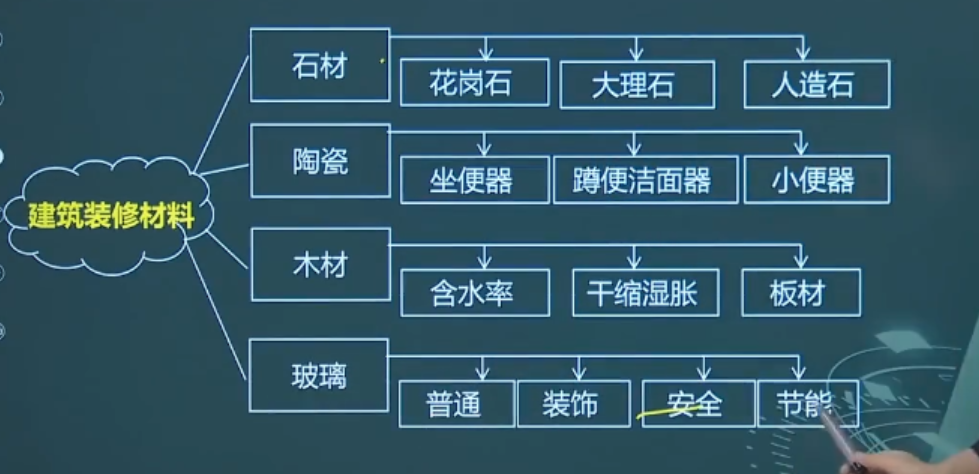 建筑装修材料
石材
花岗石
大理石
人造石
陶瓷
坐便器
蹲便洁面器
小便器
木材
含水率
干缩湿胀
板材
玻璃
普通
装饰
安全
节能